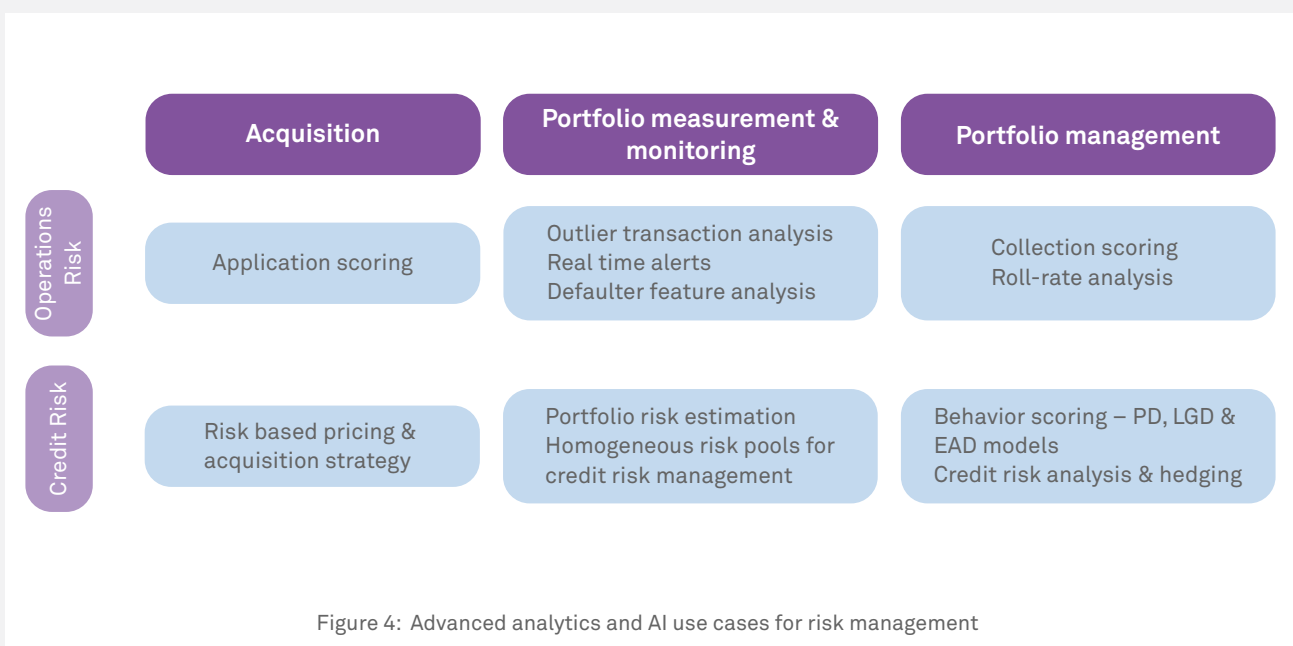 Acquisition
Portfolio measurement &
monitoring
Portfolio management
Operations
Risk
Application scoring
Outlier transaction analysis
Real time alerts
Defaulter feature analysis
Collection scoring
Roll-rate analysis
Credit Risk
Risk based pricing &
acquisition strategy
Portfolio risk estimation
Homogeneous risk pools for
credit risk management
Behavior scoring – PD, LGD &
EAD models
Credit risk analysis & hedging
Figure 4: Advanced analytics and AI use cases for risk management